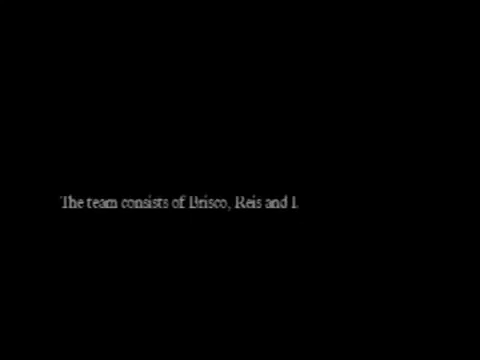 The team consists of Brisco, Reis and I.